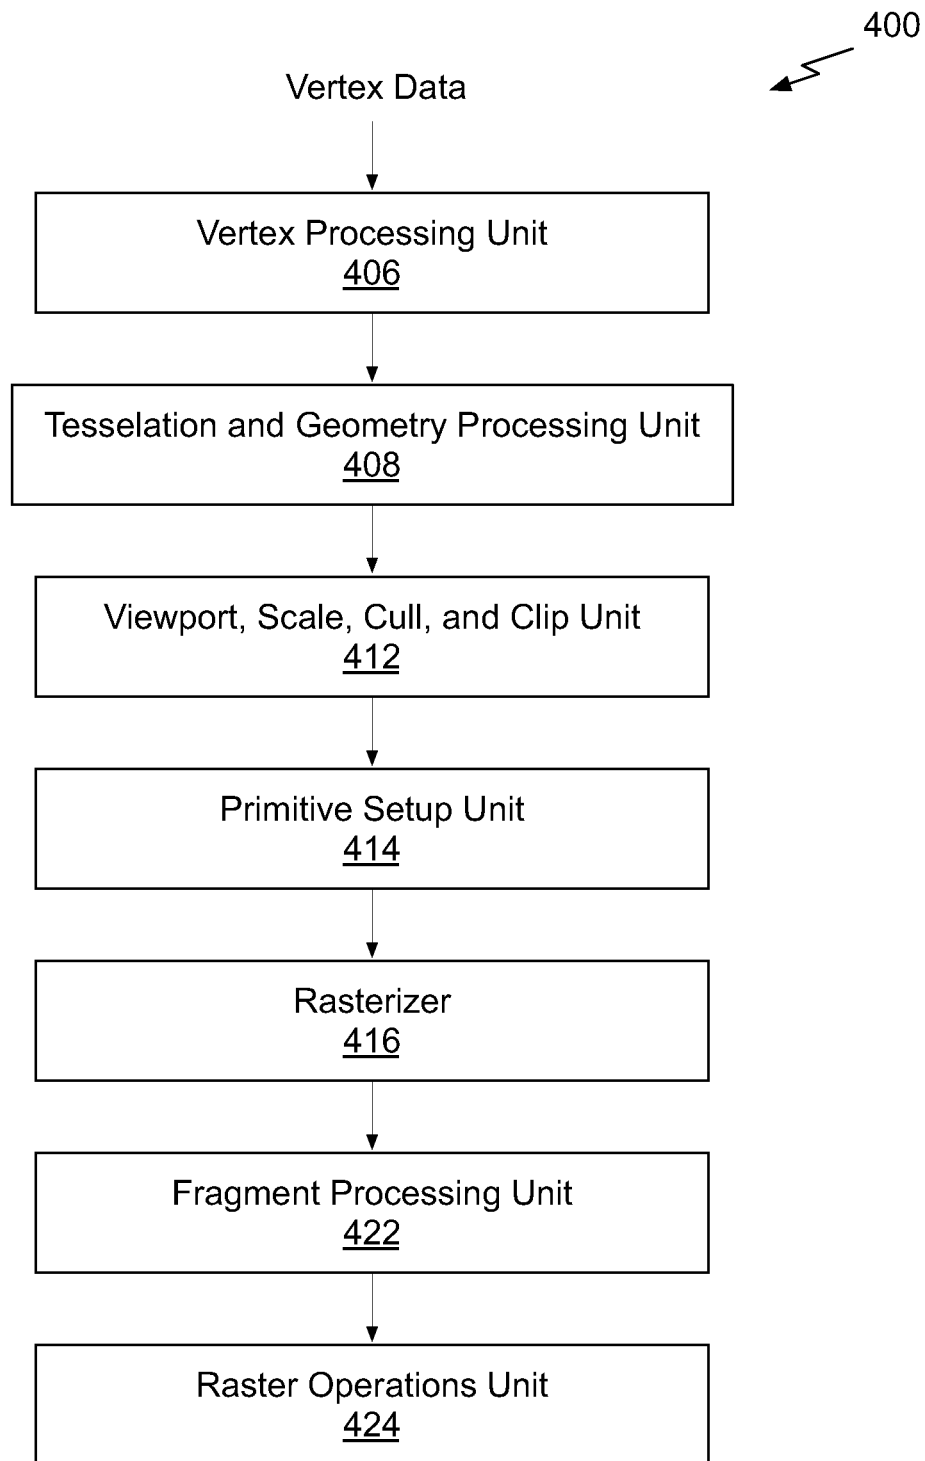 400
Vertex Data
Vertex Processing Unit
406
Tesselation and Geometry Processing Unit
408
Viewport, Scale, Cull, and Clip Unit
412
Primitive Setup Unit
414
Rasterizer
416
Fragment Processing Unit
422
Raster Operations Unit
424